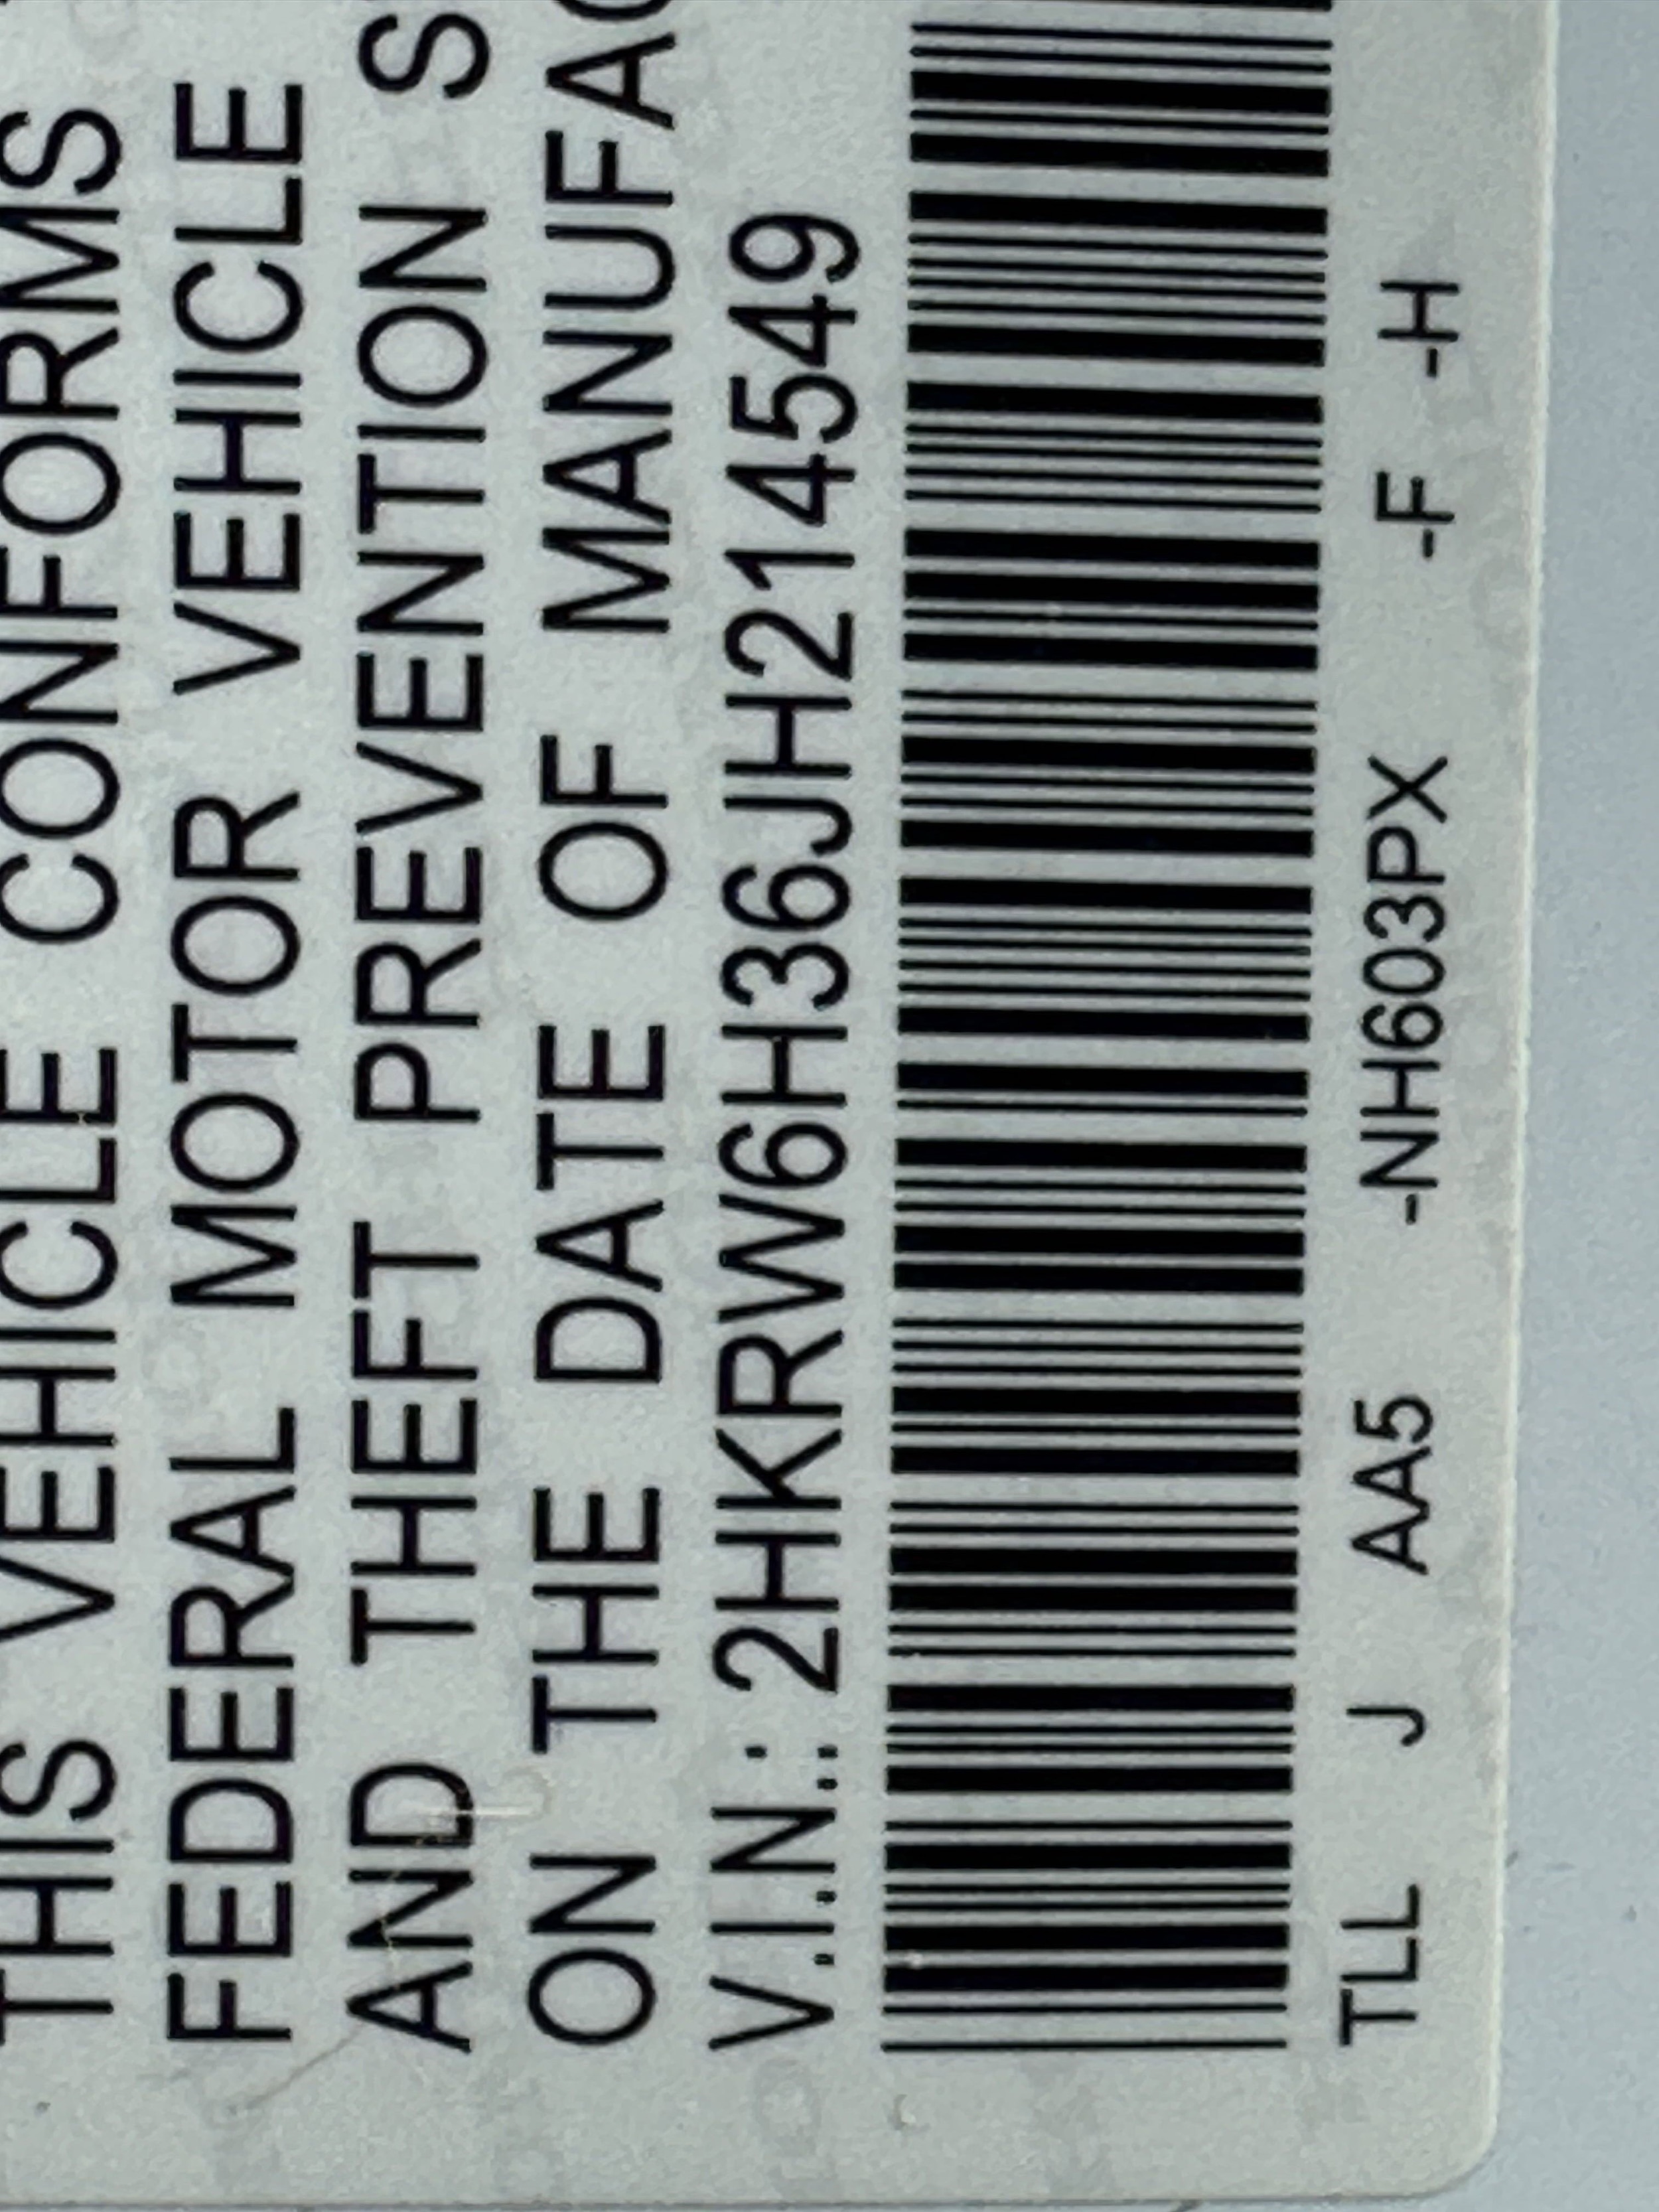 THIS VEHICLE CONFORMS
FEDERAL MOTOR VEHICLE
AND THEFT PREVENTION S
ON THE DATE OF MANUFAC
V.I.N.: 2HKRW6H36JH214549
TLL J AA5 -NH603PX -F -H